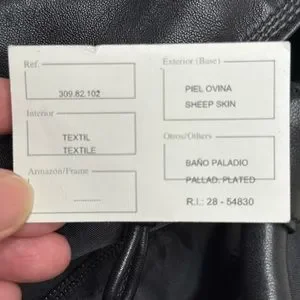 Ref.
309.82.102
Interior
TEXTIL
TEXTILE
Armazón/Frame
............
Exterior (Base)
PIEL OVINA
SHEEP SKIN
Otros/Others
BAÑO PALADIO
PALLAD. PLATED
R.I.: 28 - 54830